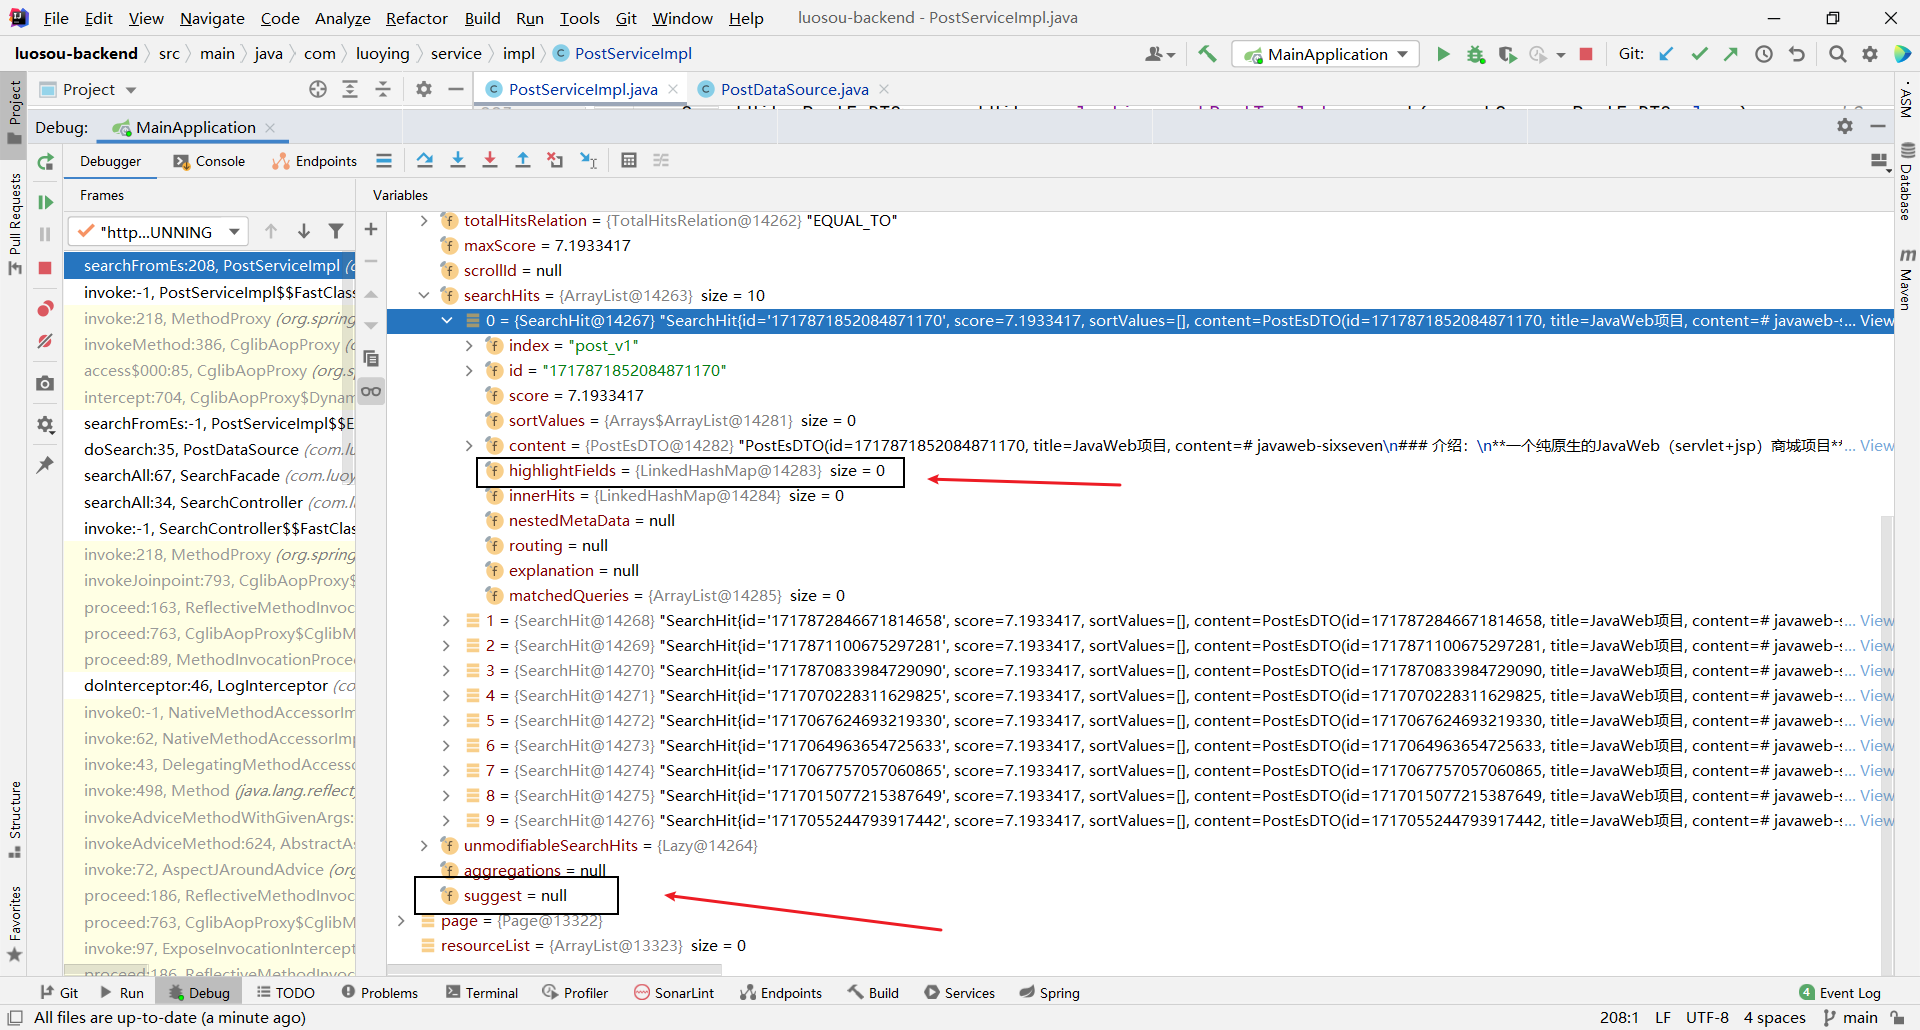 File Edit View Navigate Code Analyze Refactor Build Run Tools Git Window Help luosou-backend - PostServiceImpl.java
luosou-backend src main java com luoying service impl PostServiceImpl MainApplication Git:
Project PostServiceImpl.java PostDataSource.java
Debug: MainApplication
Debugger Console Endpoints
Frames Variables
"http...UNNING
searchFromEs:208, PostServiceImpl (c
invoke:-1, PostServiceImpl$$FastClass
invoke:218, MethodProxy (org.spring
invokeMethod:386, CglibAopProxy (c
access$000:85, CglibAopProxy (org.s
intercept:704, CglibAopProxy$Dynam
searchFromEs:-1, PostServiceImpl$$E
doSearch:35, PostDataSource (com.lu
searchAll:67, SearchFacade (com.luoy
searchAll:34, SearchController (com.l
invoke:-1, SearchController$$FastClas
invoke:218, MethodProxy (org.spring
invokeJoinpoint:793, CglibAopProxy$
proceed:163, ReflectiveMethodInvoc
proceed:763, CglibAopProxy$CglibM
proceed:89, MethodInvocationProcee
doInterceptor:46, LogInterceptor (co
invoke0:-1, NativeMethodAccessorIm
invoke:62, NativeMethodAccessorImp
invoke:43, DelegatingMethodAccesso
invoke:498, Method (java.lang.reflect
invokeAdviceMethodWithGivenArgs:
invokeAdviceMethod:624, AbstractAs
invoke:72, AspectJAroundAdvice (org
proceed:186, ReflectiveMethodInvoc
proceed:763, CglibAopProxy$CglibM
invoke:97, ExposeInvocationIntercept
proceed:186, ReflectiveMethodInvoc
totalHitsRelation = {TotalHitsRelation@14262} "EQUAL_TO"
maxScore = 7.1933417
scrollId = null
searchHits = {ArrayList@14263} size = 10
0 = {SearchHit@14267} "SearchHit{id='1717871852084871170', score=7.1933417, sortValues=[], content=PostEsDTO(id=1717871852084871170, title=JavaWeb项目, content=# javaweb-s... View
index = "post_v1"
id = "1717871852084871170"
score = 7.1933417
sortValues = {Arrays$ArrayList@14281} size = 0
content = {PostEsDTO@14282} "PostEsDTO(id=1717871852084871170, title=JavaWeb项目, content=# javaweb-sixseven\n### 介绍：\n**一个纯原生的JavaWeb（servlet+jsp）商城项目**... View
highlightFields = {LinkedHashMap@14283} size = 0
innerHits = {LinkedHashMap@14284} size = 0
nestedMetaData = null
routing = null
explanation = null
matchedQueries = {ArrayList@14285} size = 0
1 = {SearchHit@14268} "SearchHit{id='1717872846671814658', score=7.1933417, sortValues=[], content=PostEsDTO(id=1717872846671814658, title=JavaWeb项目, content=# javaweb-s... View
2 = {SearchHit@14269} "SearchHit{id='1717871100675297281', score=7.1933417, sortValues=[], content=PostEsDTO(id=1717871100675297281, title=JavaWeb项目, content=# javaweb-s... View
3 = {SearchHit@14270} "SearchHit{id='1717870833984729090', score=7.1933417, sortValues=[], content=PostEsDTO(id=1717870833984729090, title=JavaWeb项目, content=# javaweb-s... View
4 = {SearchHit@14271} "SearchHit{id='1717070228311629825', score=7.1933417, sortValues=[], content=PostEsDTO(id=1717070228311629825, title=JavaWeb项目, content=# javaweb-s... View
5 = {SearchHit@14272} "SearchHit{id='1717067624693219330', score=7.1933417, sortValues=[], content=PostEsDTO(id=1717067624693219330, title=JavaWeb项目, content=# javaweb-s... View
6 = {SearchHit@14273} "SearchHit{id='1717064963654725633', score=7.1933417, sortValues=[], content=PostEsDTO(id=1717064963654725633, title=JavaWeb项目, content=# javaweb-s... View
7 = {SearchHit@14274} "SearchHit{id='1717067757057060865', score=7.1933417, sortValues=[], content=PostEsDTO(id=1717067757057060865, title=JavaWeb项目, content=# javaweb-s... View
8 = {SearchHit@14275} "SearchHit{id='1717015077215387649', score=7.1933417, sortValues=[], content=PostEsDTO(id=1717015077215387649, title=JavaWeb项目, content=# javaweb-s... View
9 = {SearchHit@14276} "SearchHit{id='1717055244793917442', score=7.1933417, sortValues=[], content=PostEsDTO(id=1717055244793917442, title=JavaWeb项目, content=# javaweb-s... View
unmodifiableSearchHits = {Lazy@14264}
aggregations = null
suggest = null
page = {Page@13322}
resourceList = {ArrayList@13323} size = 0
Project
Pull Requests
Structure
Favorites
ASM
Database
Maven
Git Run Debug TODO Problems Terminal Profiler SonarLint Endpoints Build Services Spring 4 Event Log
All files are up-to-date (a minute ago) 208:1 LF UTF-8 4 spaces main